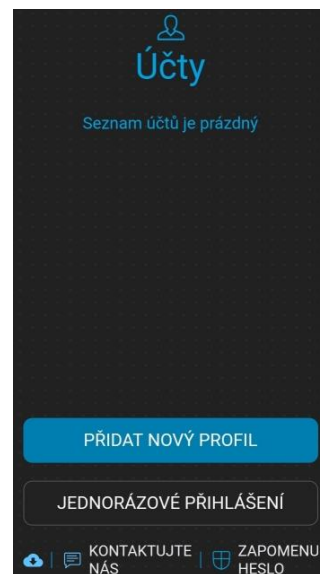 Účty
Seznam účtů je prázdný
PŘIDAT NOVÝ PROFIL
JEDNORÁZOVÉ PŘIHLÁŠENÍ
KONTAKTUJTE
NÁS
ZAPOMENU
HESLO